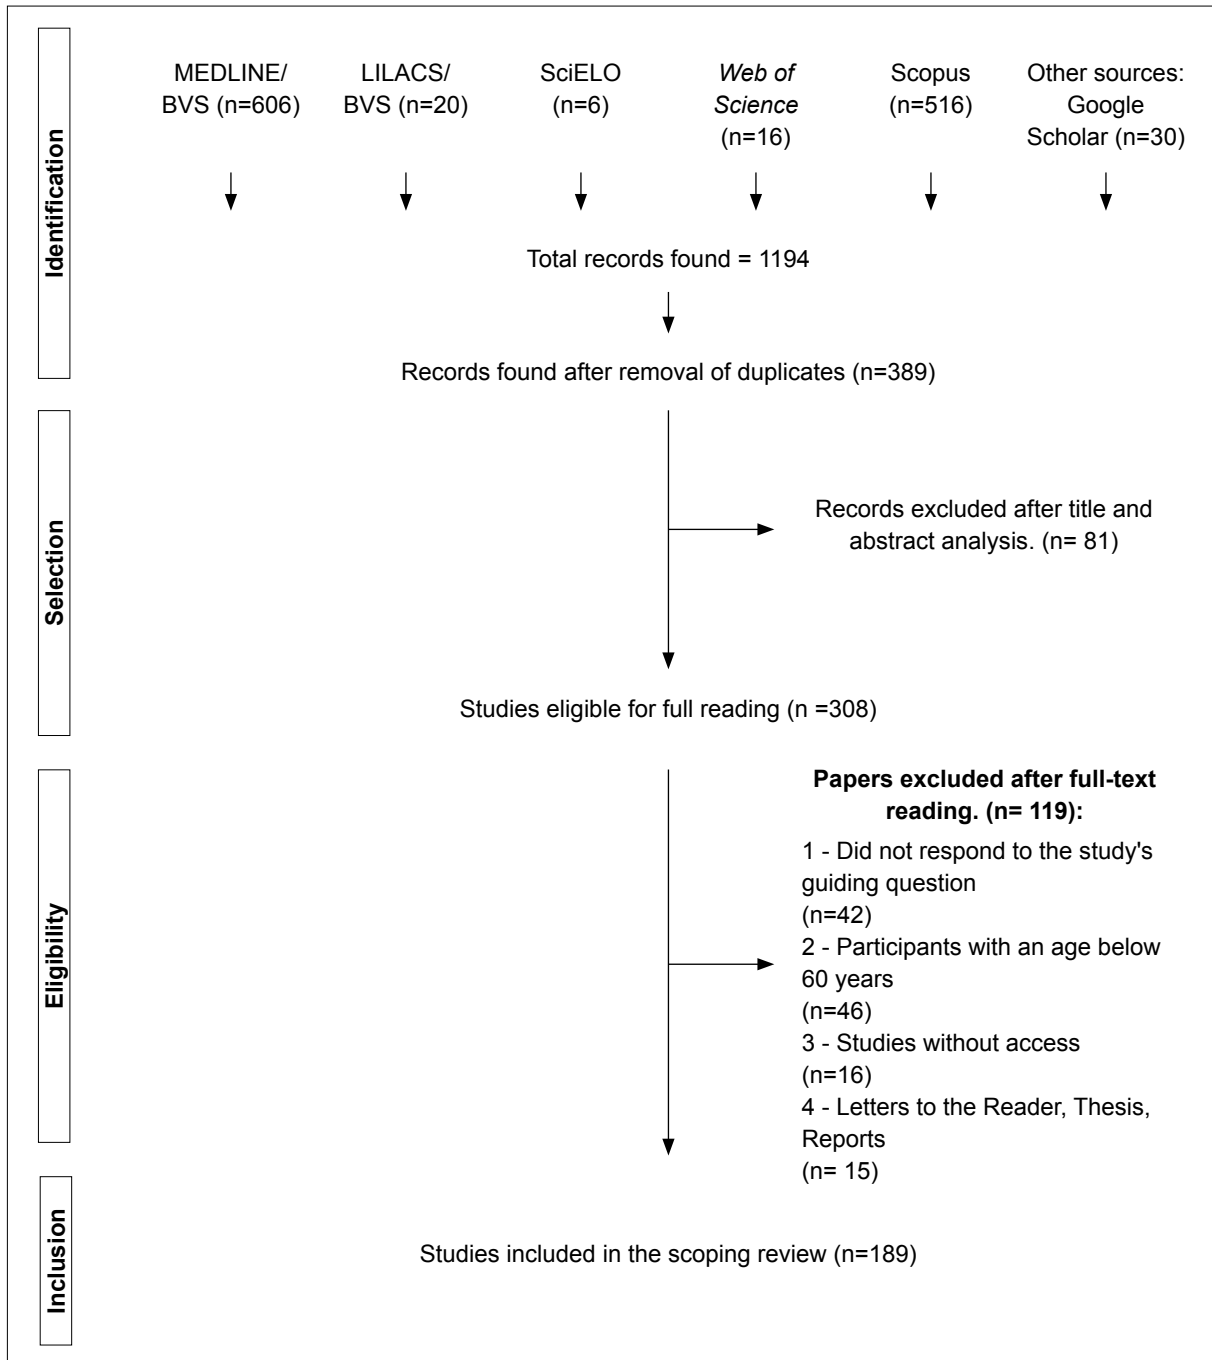 Identification
MEDLINE/
BVS (n=606)
LILACS/
BVS (n=20)
SciELO
(n=6)
Web of
Science
(n=16)
Scopus
(n=516)
Other sources:
Google
Scholar (n=30)
Total records found = 1194
Records found after removal of duplicates (n=389)
Selection
Records excluded after title and
abstract analysis. (n= 81)
Studies eligible for full reading (n =308)
Eligibility
Papers excluded after full-text
reading. (n= 119):
1 - Did not respond to the study's
guiding question
(n=42)
2 - Participants with an age below
60 years
(n=46)
3 - Studies without access
(n=16)
4 - Letters to the Reader, Thesis,
Reports
(n= 15)
Inclusion
Studies included in the scoping review (n=189)